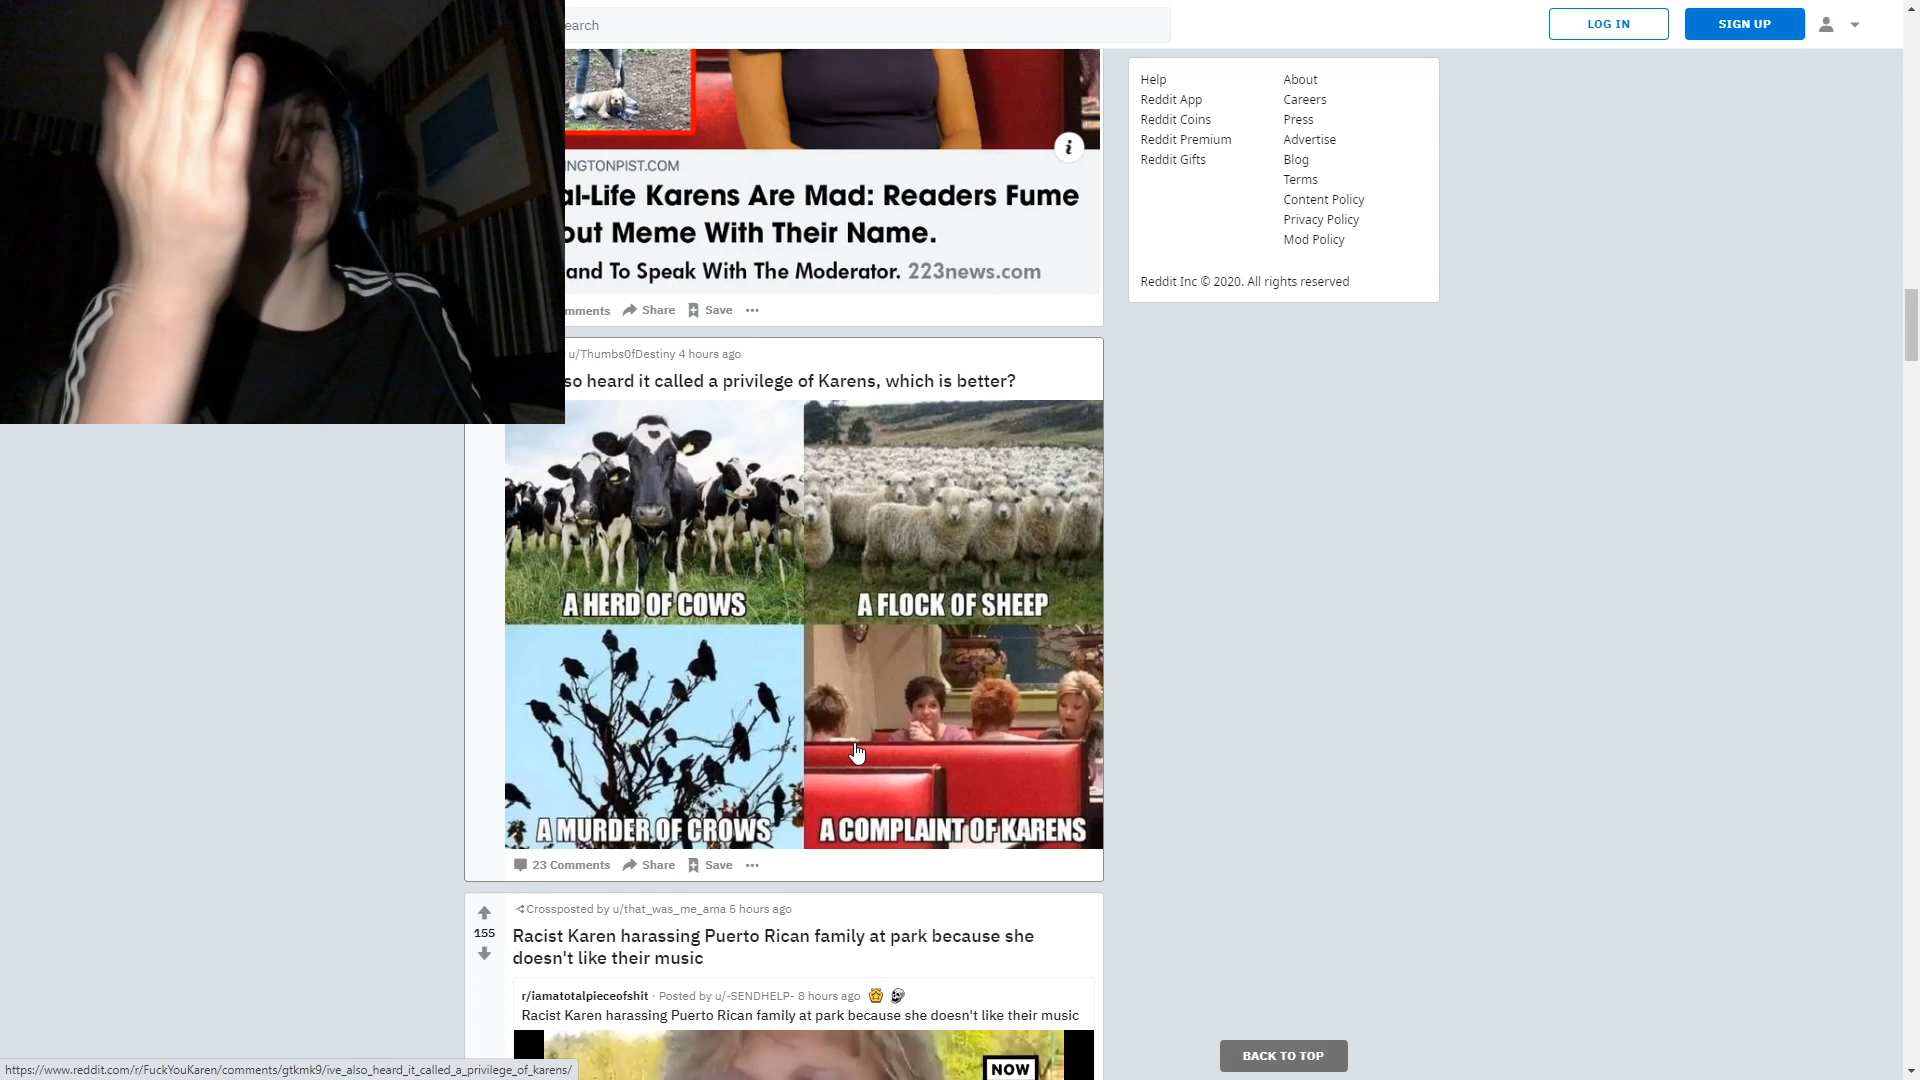 earch
LOG IN
SIGN UP
Help
About
Reddit App
Careers
Reddit Coins
Press
Reddit Premium
Advertise
Reddit Gifts
Blog
Terms
Content Policy
Privacy Policy
Mod Policy
Reddit Inc © 2020. All rights reserved
INGTONPIST.COM
al-Life Karens Are Mad: Readers Fume
out Meme With Their Name.
and To Speak With The Moderator. 223news.com
mments Share Save
u/Thumbs0fDestiny 4 hours ago
so heard it called a privilege of Karens, which is better?
A HERD OF COWS
A FLOCK OF SHEEP
A MURDER OF CROWS
A COMPLAINT OF KARENS
23 Comments Share Save
Crossposted by u/that_was_me_ama 5 hours ago
155
Racist Karen harassing Puerto Rican family at park because she
doesn't like their music
r/iamatotalpieceofshit · Posted by u/-SENDHELP- 8 hours ago
Racist Karen harassing Puerto Rican family at park because she doesn't like their music
NOW
BACK TO TOP
https://www.reddit.com/r/FuckYouKaren/comments/gtkmk9/ive_also_heard_it_called_a_privilege_of_karens/